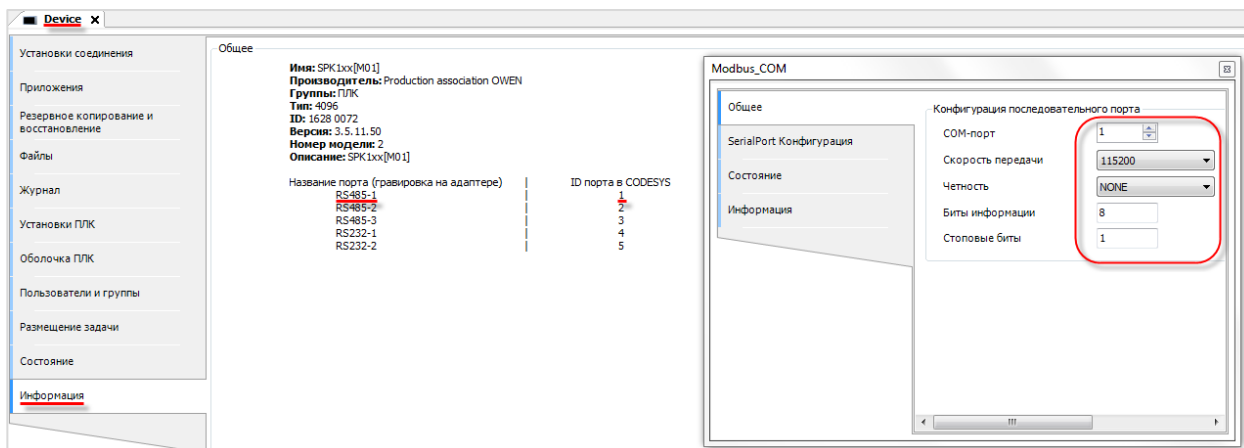 Device X
Установки соединения
Приложения
Резервное копирование и
восстановление
Файлы
Журнал
Установки ПЛК
Оболочка ПЛК
Пользователи и группы
Размещение задачи
Состояние
Информация
Общее
Имя: SPK1xx[M01]
Производитель: Production association OWEN
Группы: ПЛК
Тип: 4096
ID: 1628 0072
Версия: 3.5.11.50
Номер модели: 2
Описание: SPK1xx[M01]
Название порта (гравировка на адаптере) | ID порта в CODESYS
RS485-1 | 1
RS485-2 | 2
RS485-3 | 3
RS232-1 | 4
RS232-2 | 5
Modbus_COM
Общее
SerialPort Конфигурация
Состояние
Информация
Конфигурация последовательного порта
COM-порт 1
Скорость передачи 115200
Четность NONE
Биты информации 8
Стоповые биты 1